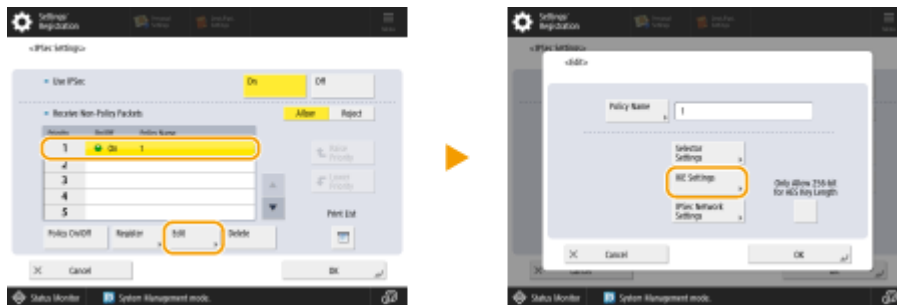 Settings/
Registration
<IPSec Settings>
Use IPSec
On
Off
Receive Non-Policy Packets
Allow
Reject
Priority
On/Off
Policy Name
1
On
1
2
3
4
5
Raise
Priority
Lower
Priority
Print List
Policy On/Off
Register
Edit
Delete
Cancel
OK
Status Monitor
System Management mode.
Settings/
Registration
<IPSec Settings>
<Edit>
Policy Name
1
Selector
Settings
IKE Settings
IPSec Network
Settings
Only Allow 256-bit
for AES Key Length
Cancel
OK
Status Monitor
System Management mode.